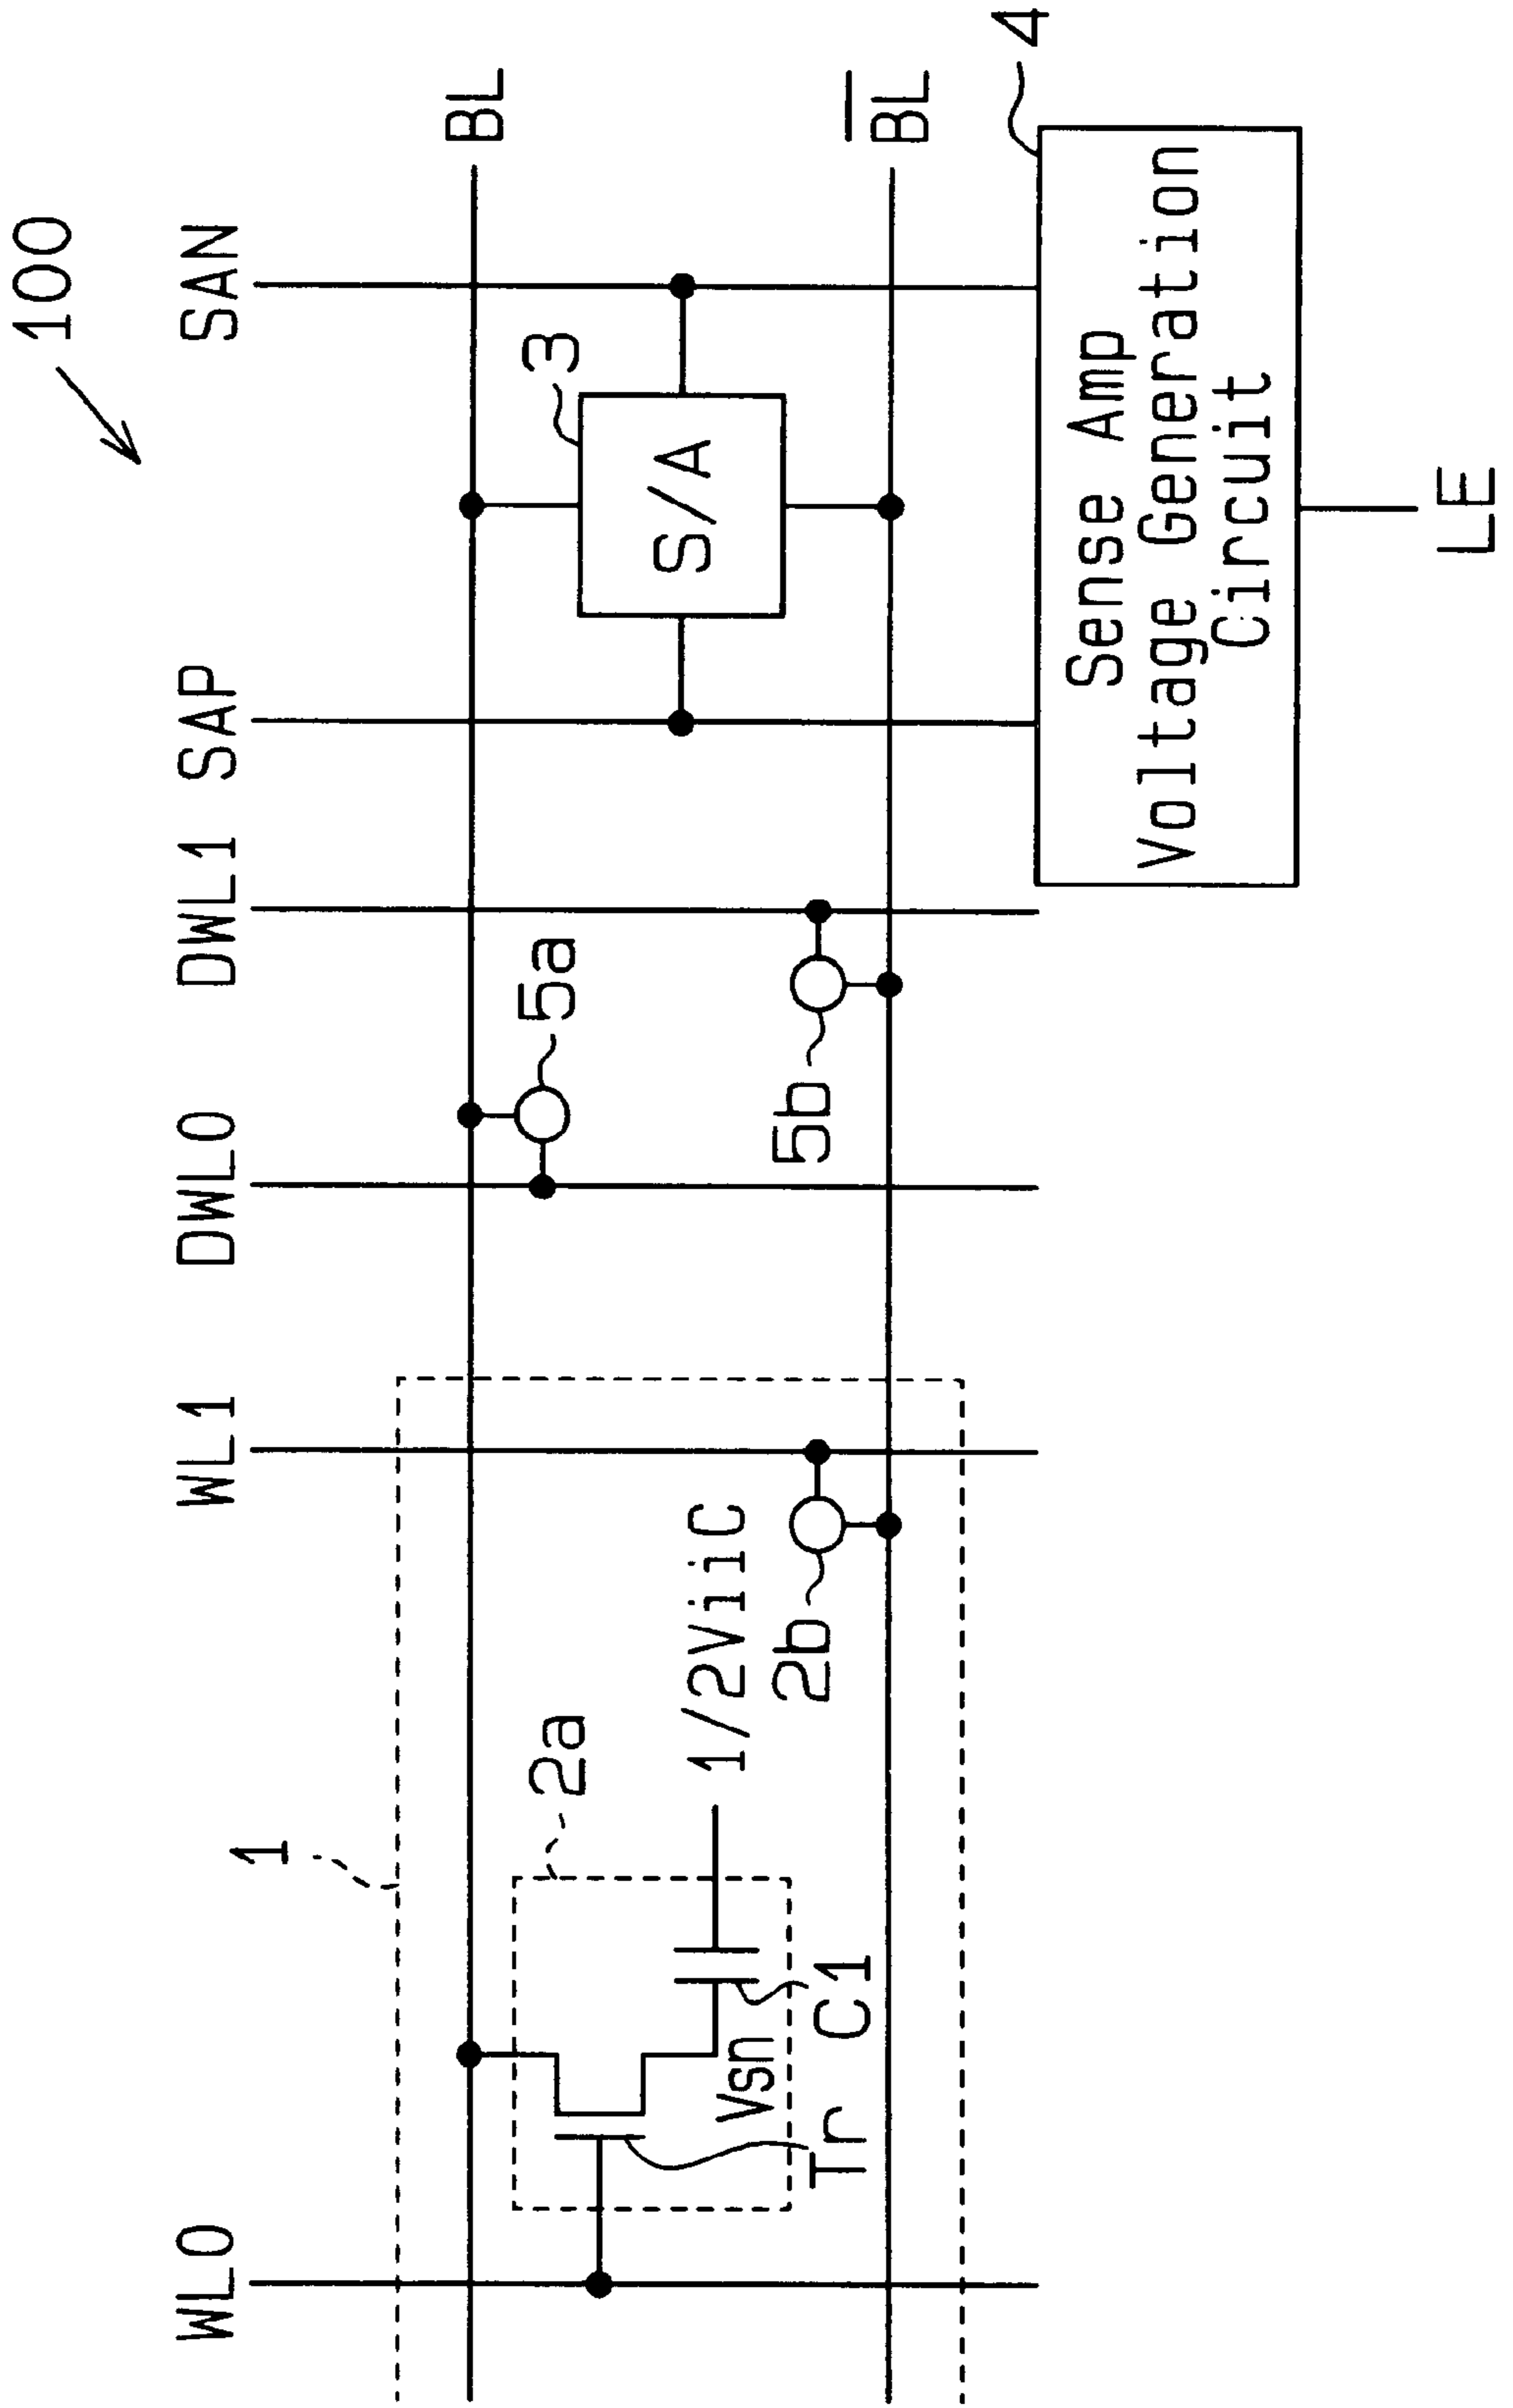 100
WL0
WL1
DWL0
DWL1
SAP
SAN
1
BL
2a
5a
3
S/A
1/2ViiC
Vsn
2b
5b
Tr
C1
B̅L̅
4
Sense Amp
Voltage Generation
Circuit
LE